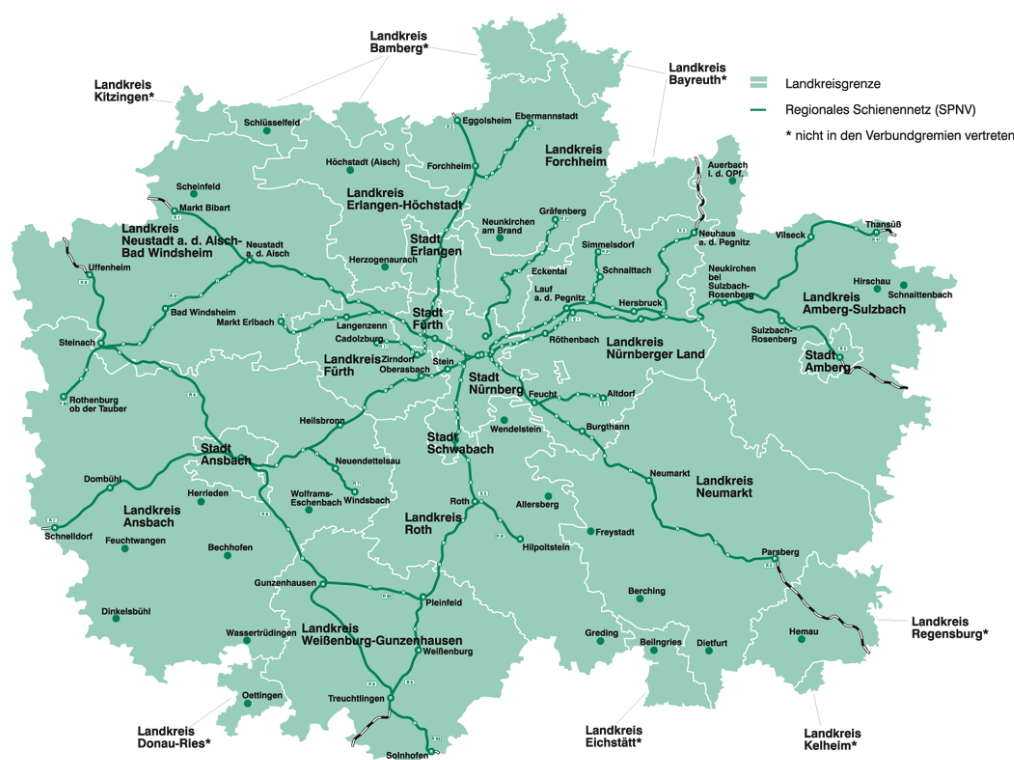 Landkreis
Bamberg*
Landkreis
Bayreuth*
Landkreis
Kitzingen*
Landkreisgrenze
Regionales Schienennetz (SPNV)
* nicht in den Verbundgremien vertreten
Schlüsselfeld
Eggolsheim
Ebermannstadt
Landkreis
Forchheim
Forchheim
Höchstadt (Aisch)
Auerbach
i. d. OPf.
Scheinfeld
Markt Bibart
Landkreis
Erlangen-Höchstadt
Neunkirchen
am Brand
Gräfenberg
Landkreis
Neustadt a. d. Aisch-
Bad Windsheim
Neustadt
a. d. Aisch
Stadt
Erlangen
Simmelsdorf
Neuhaus
a. d. Pegnitz
Vilseck
Thansüß
Uffenheim
Herzogenaurach
Eckental
Schnaittach
Neukirchen
bei
Sulzbach-
Rosenberg
Hirschau
Schnaittenbach
Lauf
a. d. Pegnitz
Hersbruck
Landkreis
Amberg-Sulzbach
Bad Windsheim
Markt Erlbach
Langenzenn
Cadolzburg
Stadt
Fürth
Steinach
Landkreis
Fürth
Zirndorf
Oberasbach
Stein
Röthenbach
Landkreis
Nürnberger Land
Sulzbach-
Rosenberg
Stadt
Amberg
Stadt
Nürnberg
Rothenburg
ob der Tauber
Feucht
Altdorf
Heilsbronn
Wendelstein
Burgthann
Stadt
Ansbach
Stadt
Schwabach
Neuendettelsau
Neumarkt
Dombühl
Herrieden
Wolframs-
Eschenbach
Windsbach
Roth
Allersberg
Landkreis
Neumarkt
Landkreis
Ansbach
Landkreis
Roth
Schnelldorf
Feuchtwangen
Bechhofen
Hilpoltstein
Freystadt
Parsberg
Gunzenhausen
Pleinfeld
Berching
Dinkelsbühl
Wassertrüdingen
Landkreis
Weißenburg-Gunzenhausen
Weißenburg
Greding
Beilngries
Dietfurt
Hemau
Landkreis
Regensburg*
Oettingen
Treuchtlingen
Landkreis
Donau-Ries*
Solnhofen
Landkreis
Eichstätt*
Landkreis
Kelheim*